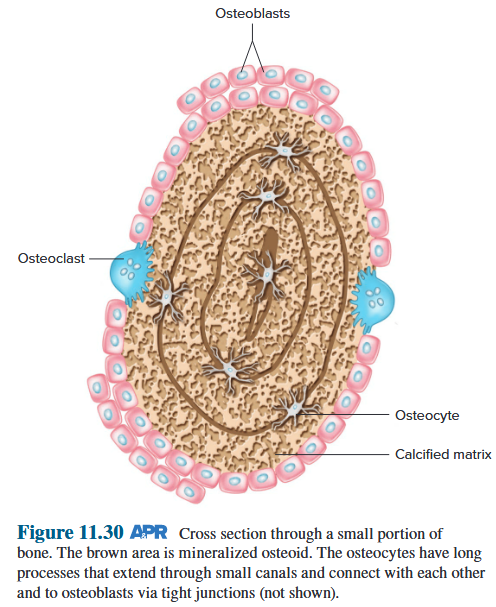 Osteoblasts
Osteoclast
Osteocyte
Calcified matrix
Figure 11.30 APR Cross section through a small portion of
bone. The brown area is mineralized osteoid. The osteocytes have long
processes that extend through small canals and connect with each other
and to osteoblasts via tight junctions (not shown).